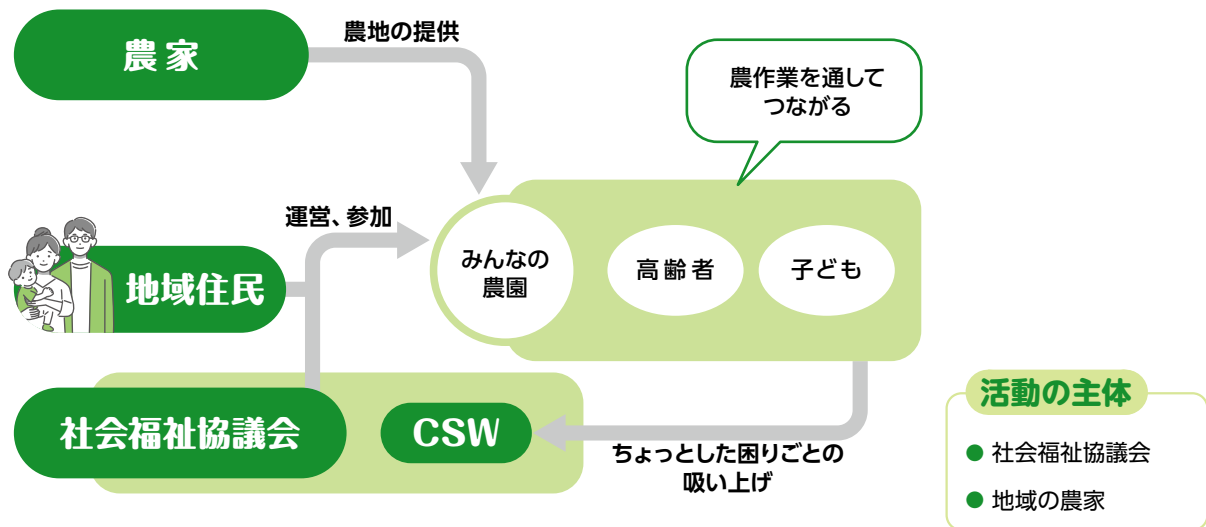 農家
農地の提供
農作業を通して
つながる
運営、参加
地域住民
みんなの
農園
高齢者
子ども
社会福祉協議会
CSW
ちょっとした困りごとの
吸い上げ
活動の主体
● 社会福祉協議会
● 地域の農家